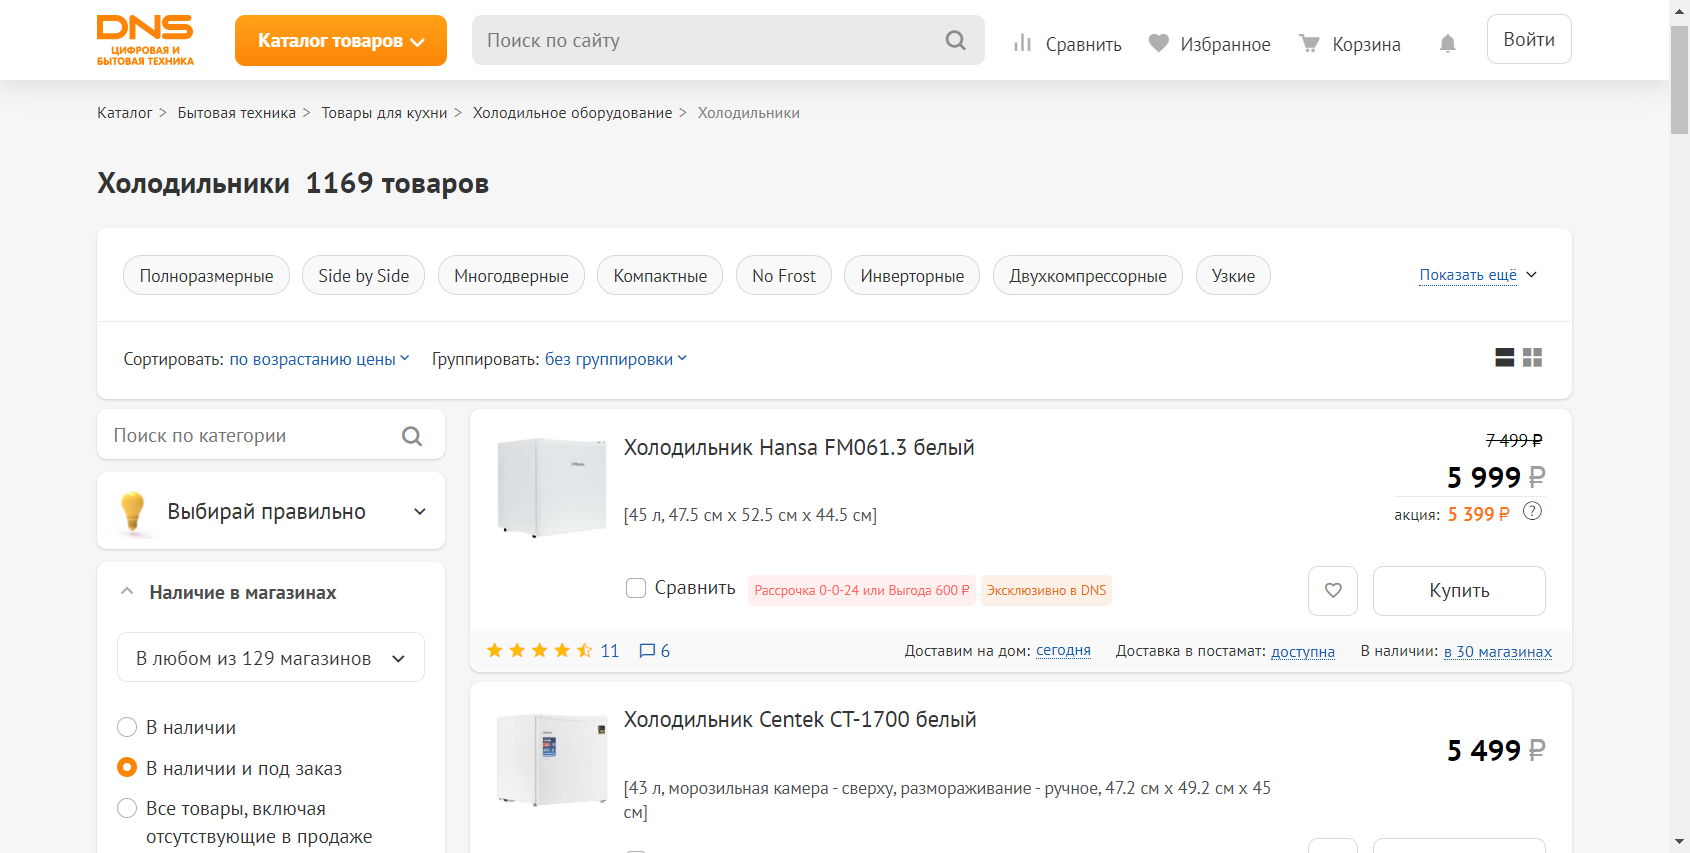 DNS
ЦИФРОВАЯ И
БЫТОВАЯ ТЕХНИКА
Каталог товаров
Поиск по сайту
Сравнить
Избранное
Корзина
Войти
Каталог > Бытовая техника > Товары для кухни > Холодильное оборудование > Холодильники
Холодильники 1169 товаров
Полноразмерные
Side by Side
Многодверные
Компактные
No Frost
Инверторные
Двухкомпрессорные
Узкие
Показать ещё
Сортировать: по возрастанию цены
Группировать: без группировки
Поиск по категории
Выбирай правильно
Наличие в магазинах
В любом из 129 магазинов
В наличии
В наличии и под заказ
Все товары, включая
отсутствующие в продаже
Холодильник Hansa FM061.3 белый
[45 л, 47.5 см x 52.5 см x 44.5 см]
7 499 ₽
5 999 ₽
акция: 5 399 ₽ ?
Сравнить
Рассрочка 0-0-24 или Выгода 600 ₽
Эксклюзивно в DNS
Купить
11
6
Доставим на дом: сегодня
Доставка в постамат: доступна
В наличии: в 30 магазинах
Холодильник Centek CT-1700 белый
5 499 ₽
[43 л, морозильная камера - сверху, размораживание - ручное, 47.2 см x 49.2 см x 45
см]